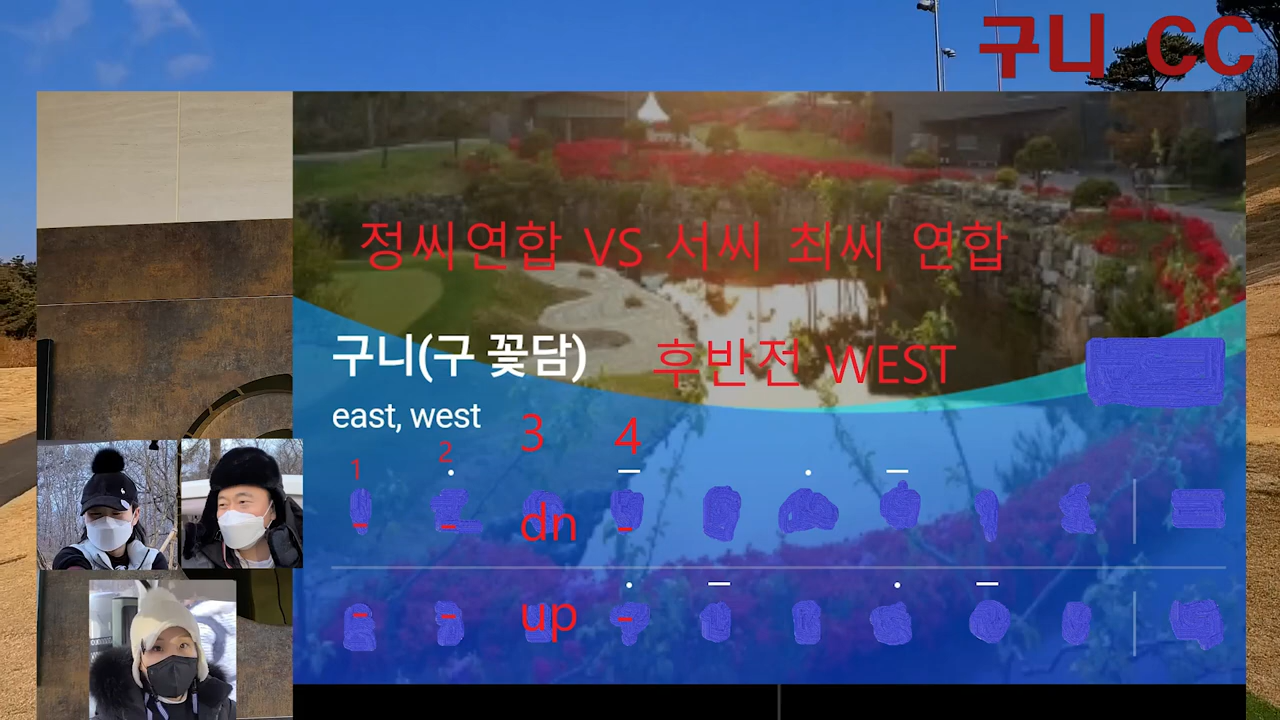 구니 CC
정씨연합 VS 서씨 최씨 연합
구니(구 꽃담)
후반전 WEST
east, west
1 2 3 4
- - dn -
- - up -